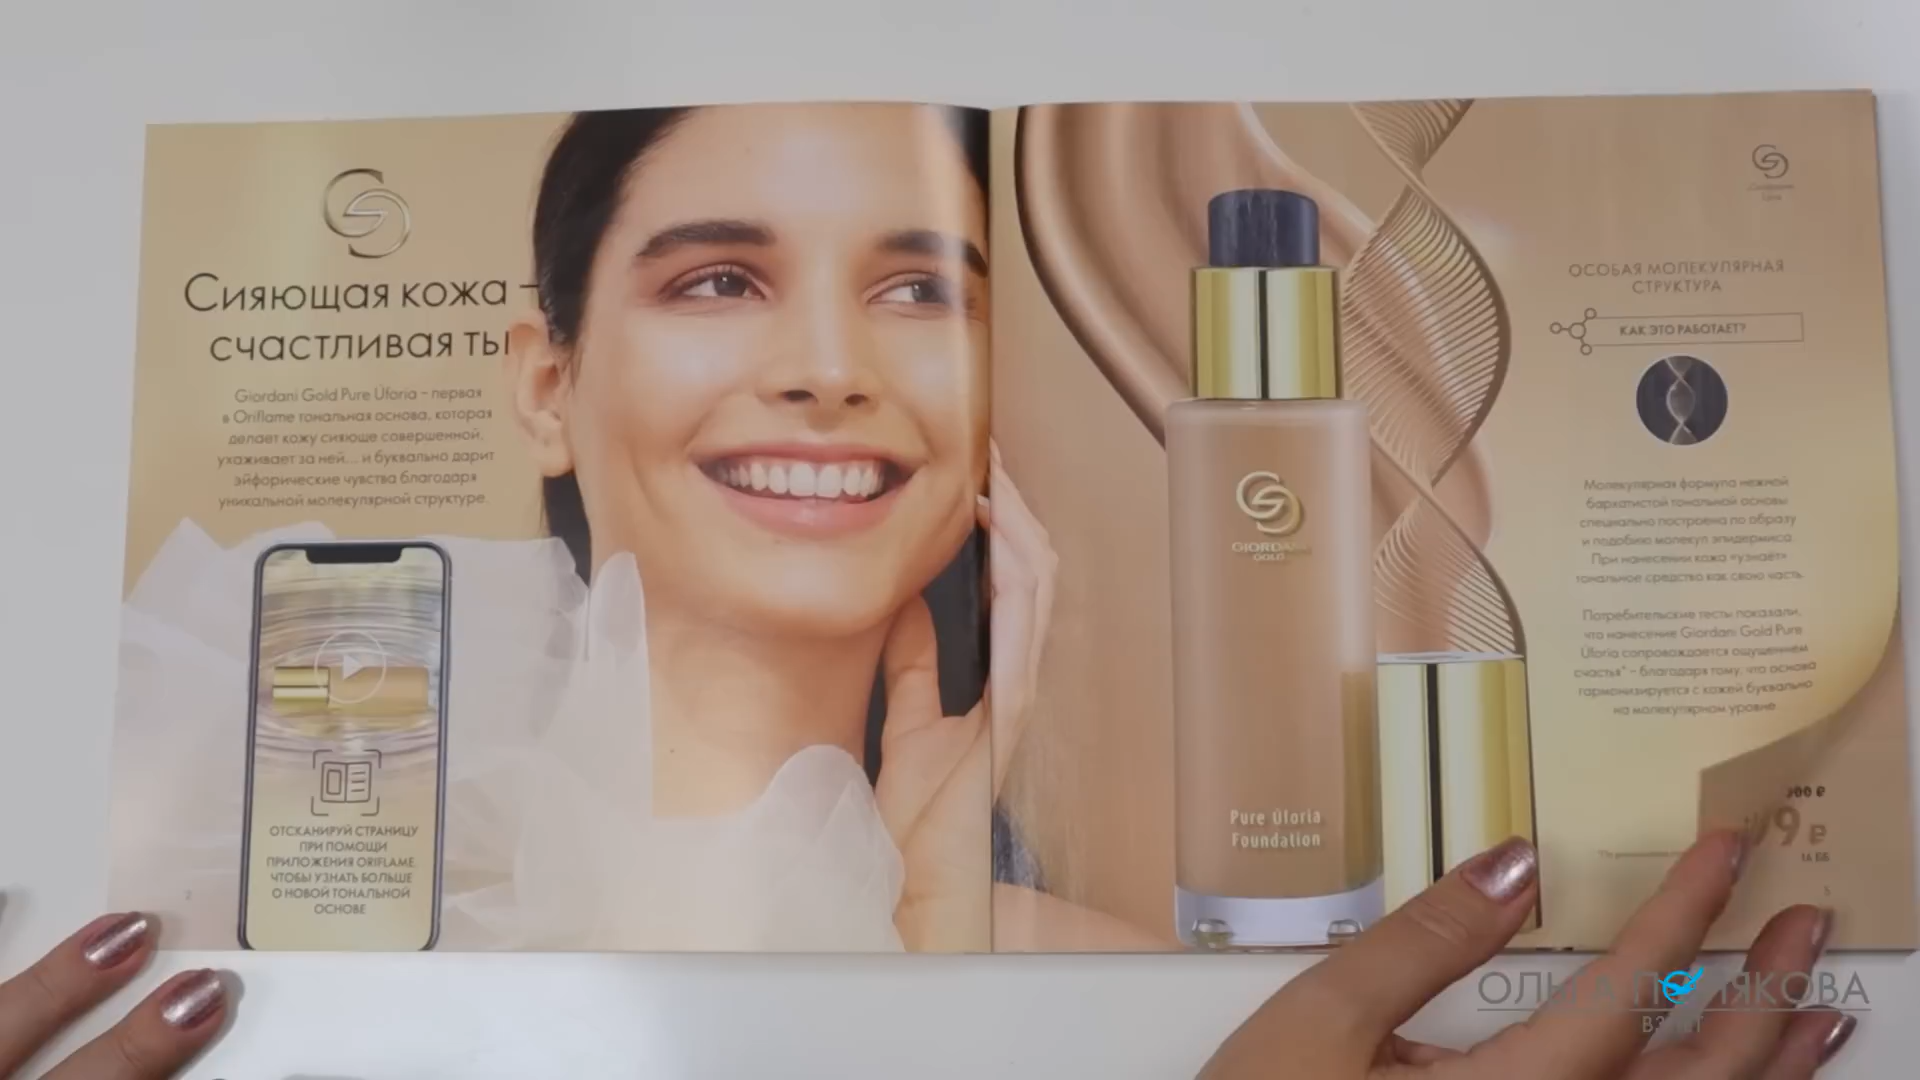 Сияющая кожа –
счастливая ты
Giordani Gold Pure Úforia – первая
в Oriflame тональная основа, которая
делает кожу сияюще совершенной,
ухаживает за ней... и буквально дарит
эйфорические чувства благодаря
уникальной молекулярной структуре.
ОТСКАНИРУЙ СТРАНИЦУ
ПРИ ПОМОЩИ
ПРИЛОЖЕНИЯ ORIFLAME,
ЧТОБЫ УЗНАТЬ БОЛЬШЕ
О НОВОЙ ТОНАЛЬНОЙ
ОСНОВЕ
2
GIORDANI
GOLD
Pure Úforia
Foundation
ОСОБАЯ МОЛЕКУЛЯРНАЯ
СТРУКТУРА
КАК ЭТО РАБОТАЕТ?
Молекулярная формула нежной
бархатистой тональной основы
специально построена по образу
и подобию молекул эпидермиса.
При нанесении кожа «узнаёт»
тональное средство как свою часть.
Потребительские тесты показали,
что нанесение Giordani Gold Pure
Úforia сопровождается ощущением
счастья* – благодаря тому, что основа
гармонизируется с кожей буквально
на молекулярном уровне.
14 ББ
ОЛЬГА ПОЛЯКОВА
ВЗЛЕТ